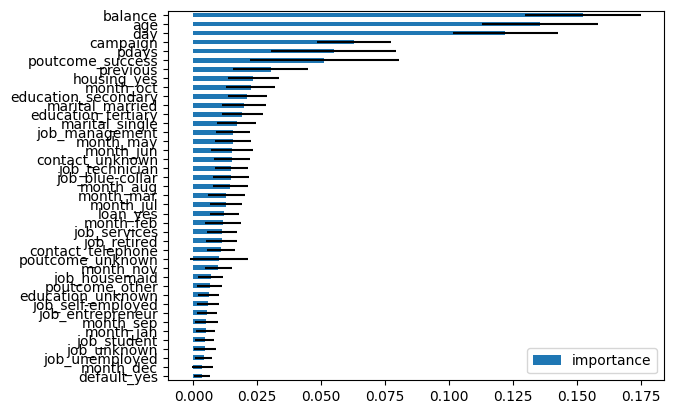 balance
age
day
campaign
pdays
poutcome_success
previous
housing_yes
month_oct
education_secondary
marital_married
education_tertiary
marital_single
job_management
month_may
month_jun
contact_unknown
job_technician
job_blue-collar
month_aug
month_mar
month_jul
loan_yes
month_feb
job_services
job_retired
contact_telephone
poutcome_unknown
month_nov
job_housemaid
poutcome_other
education_unknown
job_self-employed
job_entrepreneur
month_sep
month_jan
job_student
job_unknown
job_unemployed
month_dec
default_yes
importance
0.000 0.025 0.050 0.075 0.100 0.125 0.150 0.175